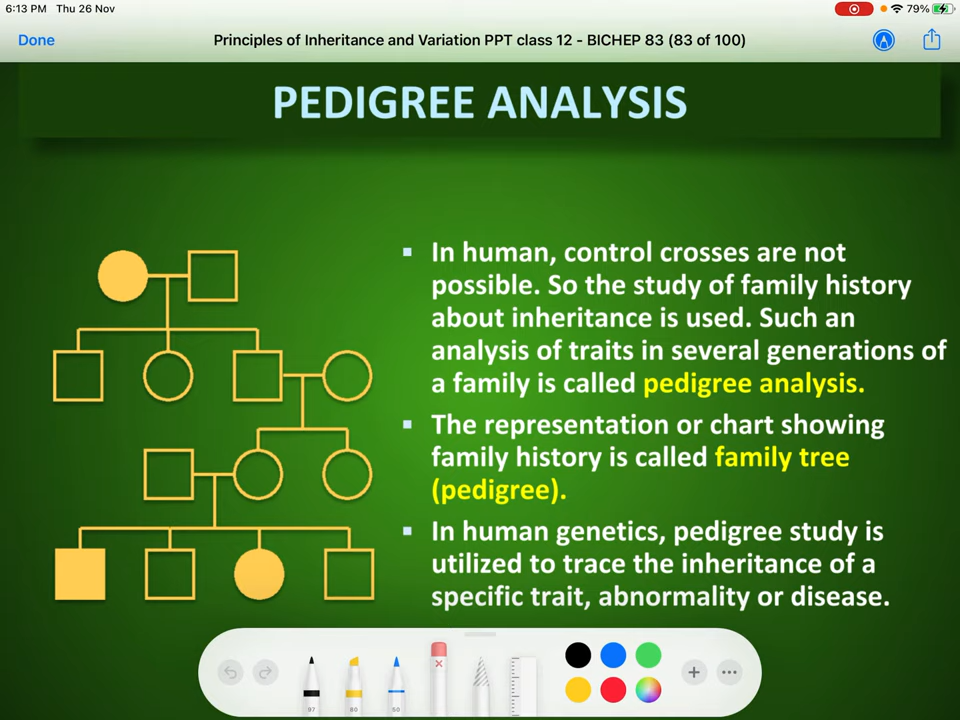 6:13 PM Thu 26 Nov
79%
Done
Principles of Inheritance and Variation PPT class 12 - BICHEP 83 (83 of 100)
PEDIGREE ANALYSIS
▪ In human, control crosses are not
possible. So the study of family history
about inheritance is used. Such an
analysis of traits in several generations of
a family is called pedigree analysis.
▪ The representation or chart showing
family history is called family tree
(pedigree).
▪ In human genetics, pedigree study is
utilized to trace the inheritance of a
specific trait, abnormality or disease.
97 80 50